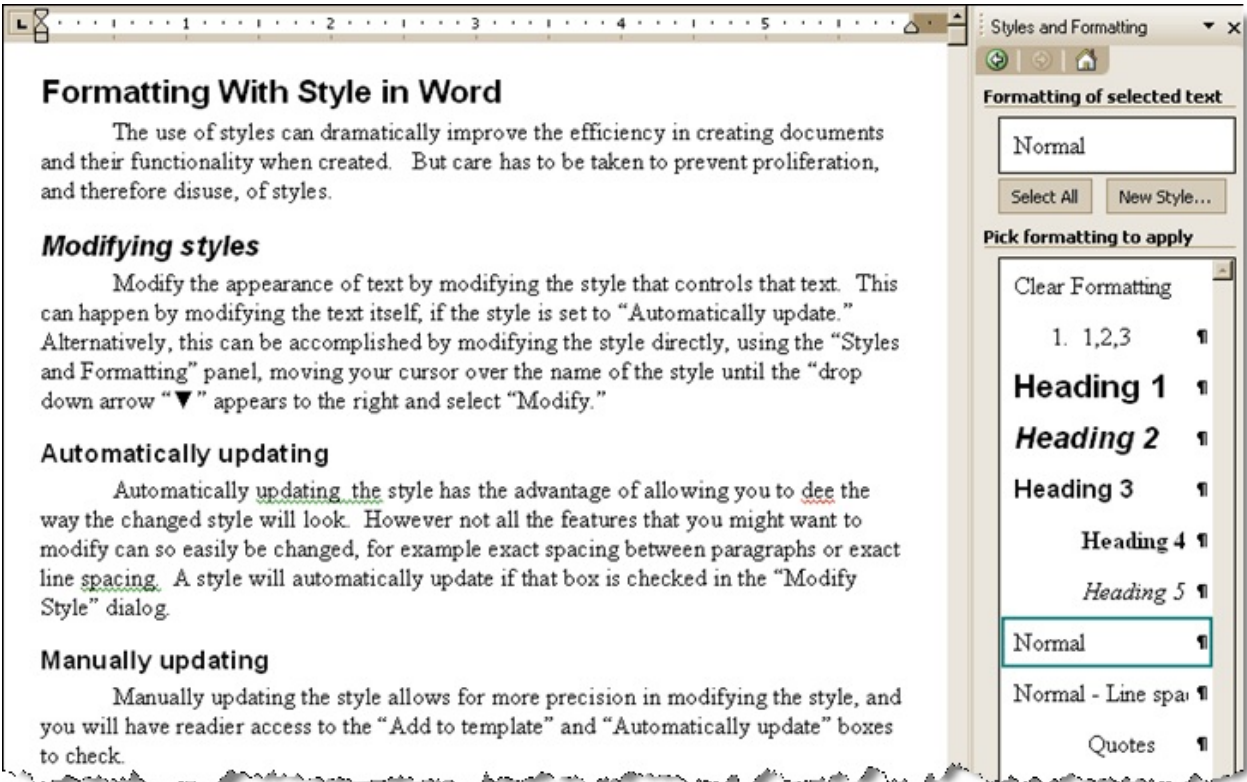 1 2 3 4 5
Formatting With Style in Word
The use of styles can dramatically improve the efficiency in creating documents
and their functionality when created. But care has to be taken to prevent proliferation,
and therefore disuse, of styles.
Modifying styles
Modify the appearance of text by modifying the style that controls that text. This
can happen by modifying the text itself, if the style is set to “Automatically update.”
Alternatively, this can be accomplished by modifying the style directly, using the “Styles
and Formatting” panel, moving your cursor over the name of the style until the “drop
down arrow “▼” appears to the right and select “Modify.”
Automatically updating
Automatically updating the style has the advantage of allowing you to dee the
way the changed style will look. However not all the features that you might want to
modify can so easily be changed, for example exact spacing between paragraphs or exact
line spacing. A style will automatically update if that box is checked in the “Modify
Style” dialog.
Manually updating
Manually updating the style allows for more precision in modifying the style, and
you will have readier access to the “Add to template” and “Automatically update” boxes
to check.
Styles and Formatting
Formatting of selected text
Normal
Select All New Style...
Pick formatting to apply
Clear Formatting
1. 1,2,3 ¶
Heading 1 ¶
Heading 2 ¶
Heading 3 ¶
Heading 4 ¶
Heading 5 ¶
Normal ¶
Normal - Line spa ¶
Quotes ¶